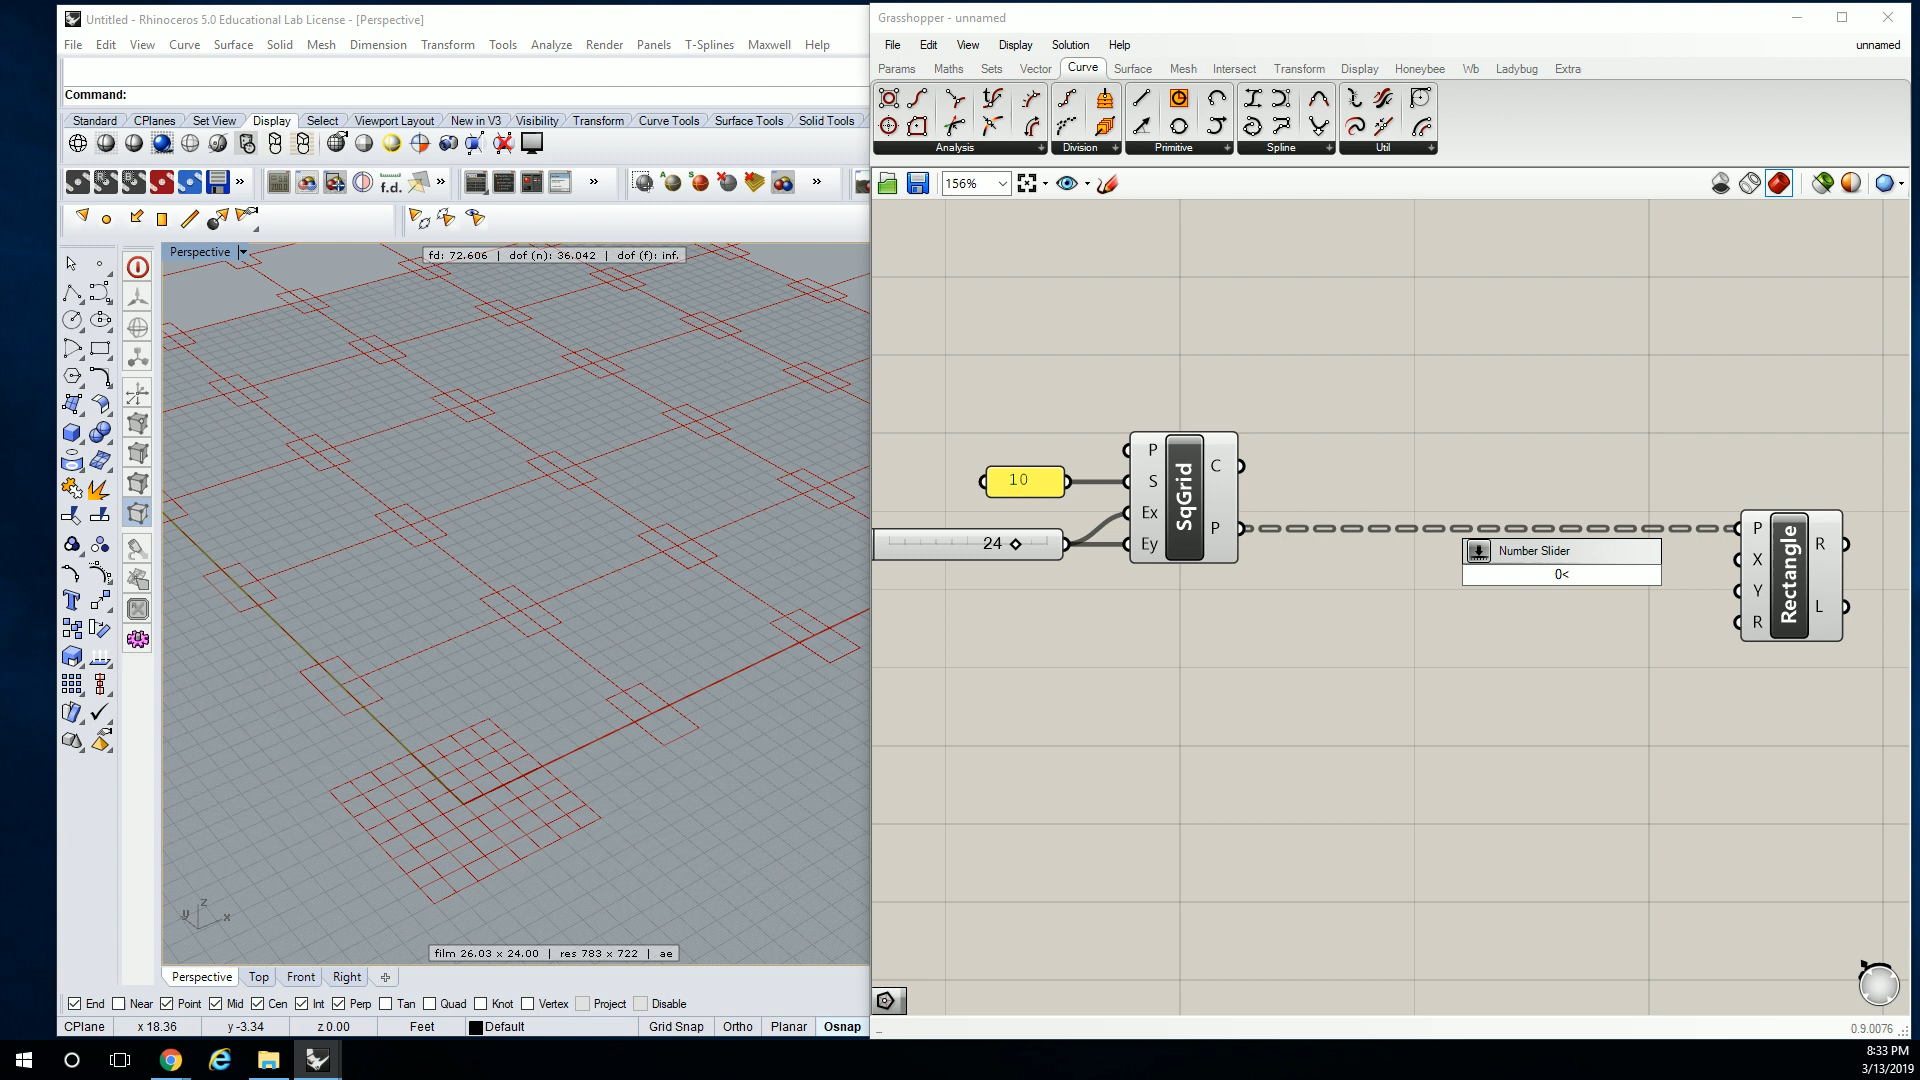 Untitled - Rhinoceros 5.0 Educational Lab License - [Perspective]
File Edit View Curve Surface Solid Mesh Dimension Transform Tools Analyze Render Panels T-Splines Maxwell Help
Command:
Standard CPlanes Set View Display Select Viewport Layout New in V3 Visibility Transform Curve Tools Surface Tools Solid Tools
f.d.
Perspective
fd: 72.606 | dof (n): 36.042 | dof (f): inf.
z
y
x
film 26.03 x 24.00 | res 783 x 722 | ae
Perspective Top Front Right
End Near Point Mid Cen Int Perp Tan Quad Knot Vertex Project Disable
CPlane x 18.36 y -3.34 z 0.00 Feet Default Grid Snap Ortho Planar Osnap
Grasshopper - unnamed
File Edit View Display Solution Help unnamed
Params Maths Sets Vector Curve Surface Mesh Intersect Transform Display Honeybee Wb Ladybug Extra
Analysis Division Primitive Spline Util
156%
10
24
P
S
Ex
Ey
SqGrid
C
P
Number Slider
0<
P
X
Y
R
Rectangle
R
L
0.9.0076
8:33 PM
3/13/2019